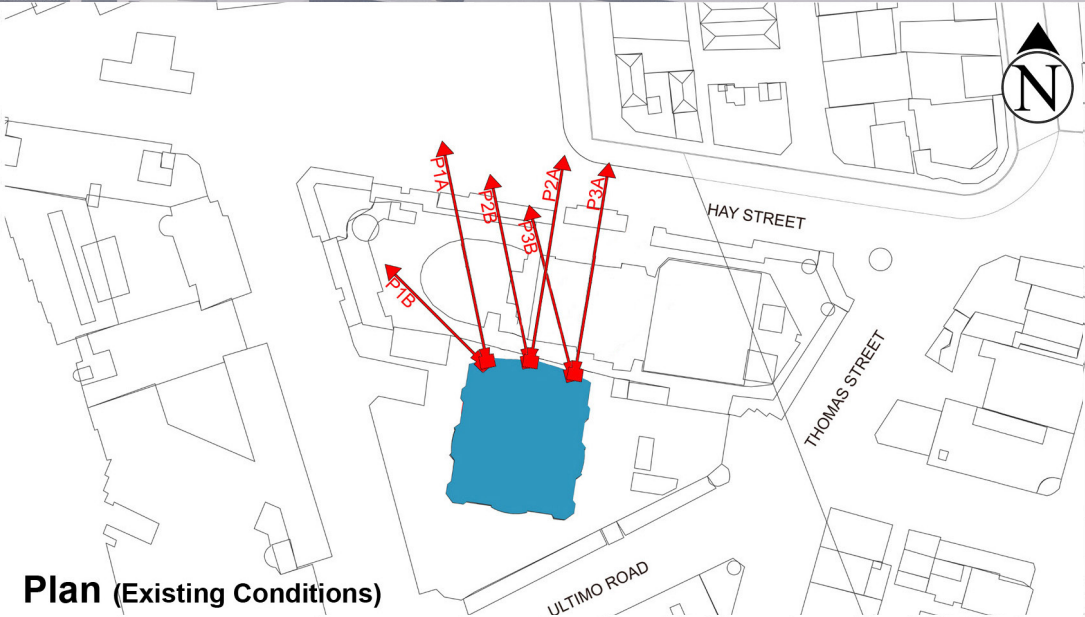 N
P1A
P2B
P2A
P3A
P3B
P1B
HAY STREET
THOMAS STREET
ULTIMO ROAD
Plan (Existing Conditions)